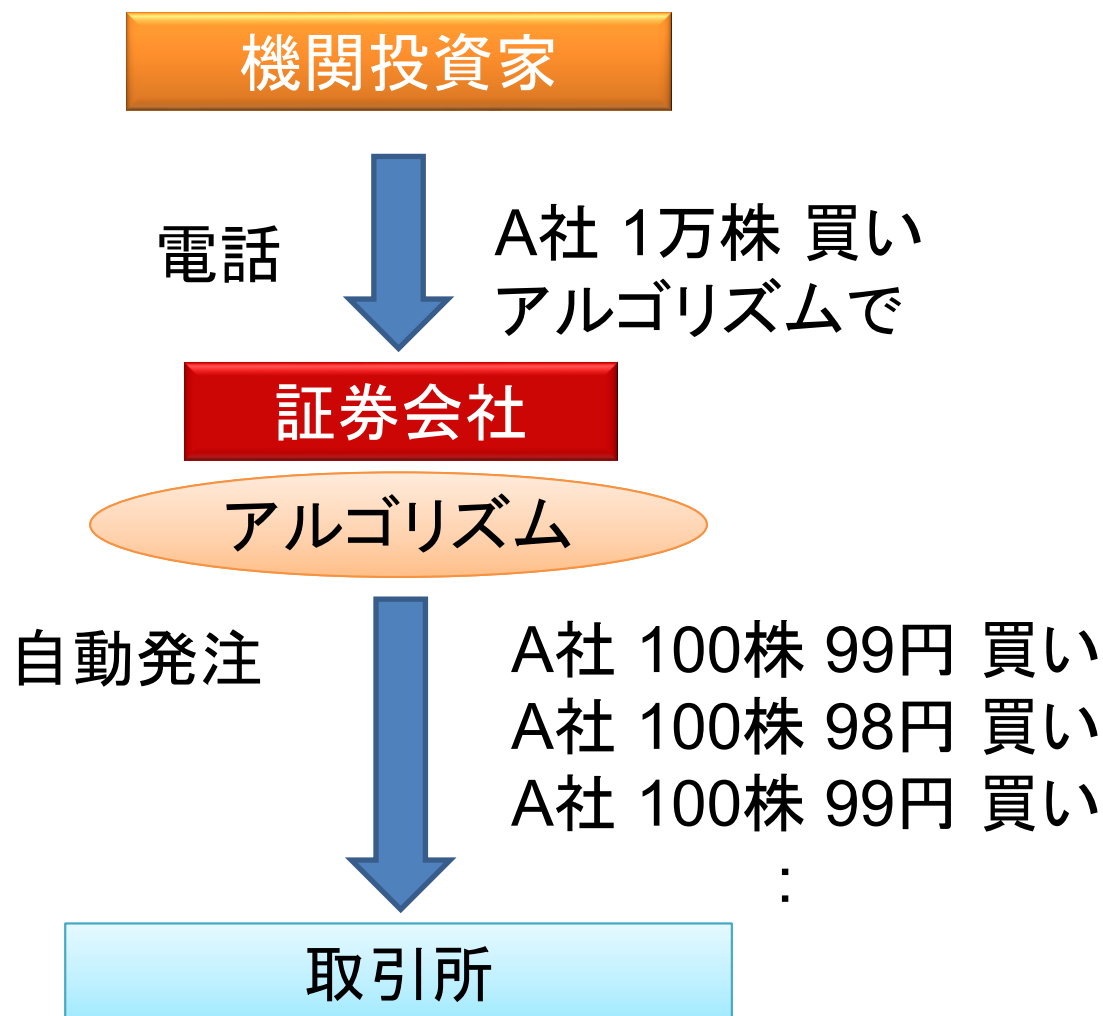 機関投資家
電話
A社 1万株 買い
アルゴリズムで
証券会社
アルゴリズム
自動発注
A社 100株 99円 買い
A社 100株 98円 買い
A社 100株 99円 買い
:
取引所